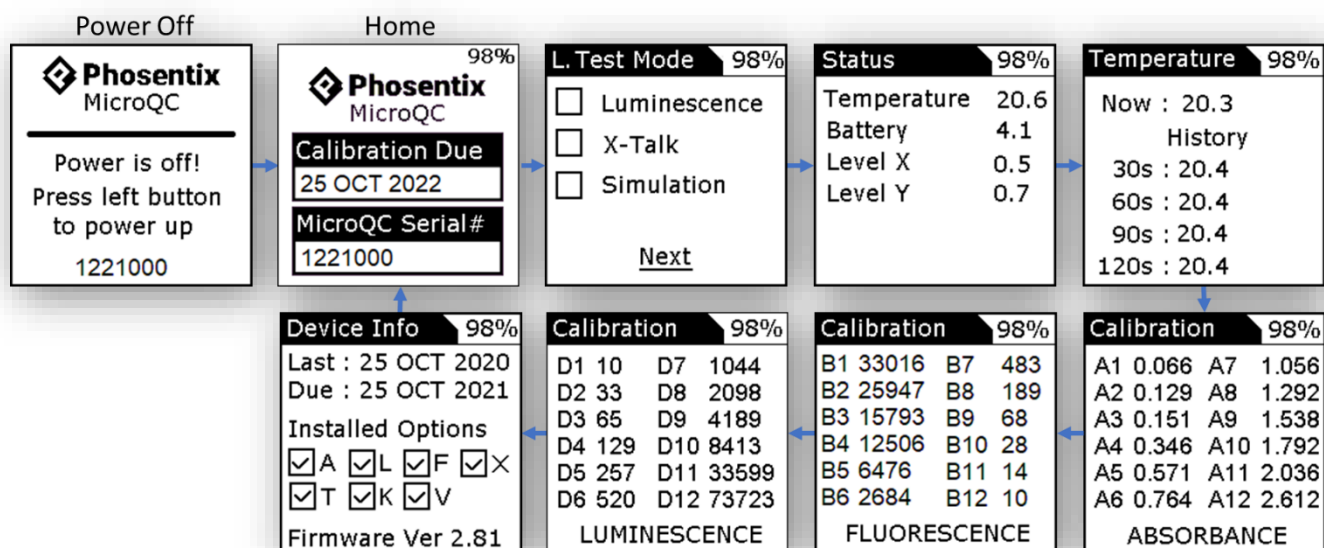 Power Off
Phosentix
MicroQC
Power is off!
Press left button
to power up
1221000
Home
98%
Phosentix
MicroQC
Calibration Due
25 OCT 2022
MicroQC Serial#
1221000
L. Test Mode 98%
Luminescence
X-Talk
Simulation
Next
Status 98%
Temperature 20.6
Battery 4.1
Level X 0.5
Level Y 0.7
Temperature 98%
Now : 20.3
History
30s : 20.4
60s : 20.4
90s : 20.4
120s : 20.4
Device Info 98%
Last : 25 OCT 2020
Due : 25 OCT 2021
Installed Options
A L F X
T K V
Firmware Ver 2.81
Calibration 98%
D1 10 D7 1044
D2 33 D8 2098
D3 65 D9 4189
D4 129 D10 8413
D5 257 D11 33599
D6 520 D12 73723
LUMINESCENCE
Calibration 98%
B1 33016 B7 483
B2 25947 B8 189
B3 15793 B9 68
B4 12506 B10 28
B5 6476 B11 14
B6 2684 B12 10
FLUORESCENCE
Calibration 98%
A1 0.066 A7 1.056
A2 0.129 A8 1.292
A3 0.151 A9 1.538
A4 0.346 A10 1.792
A5 0.571 A11 2.036
A6 0.764 A12 2.612
ABSORBANCE